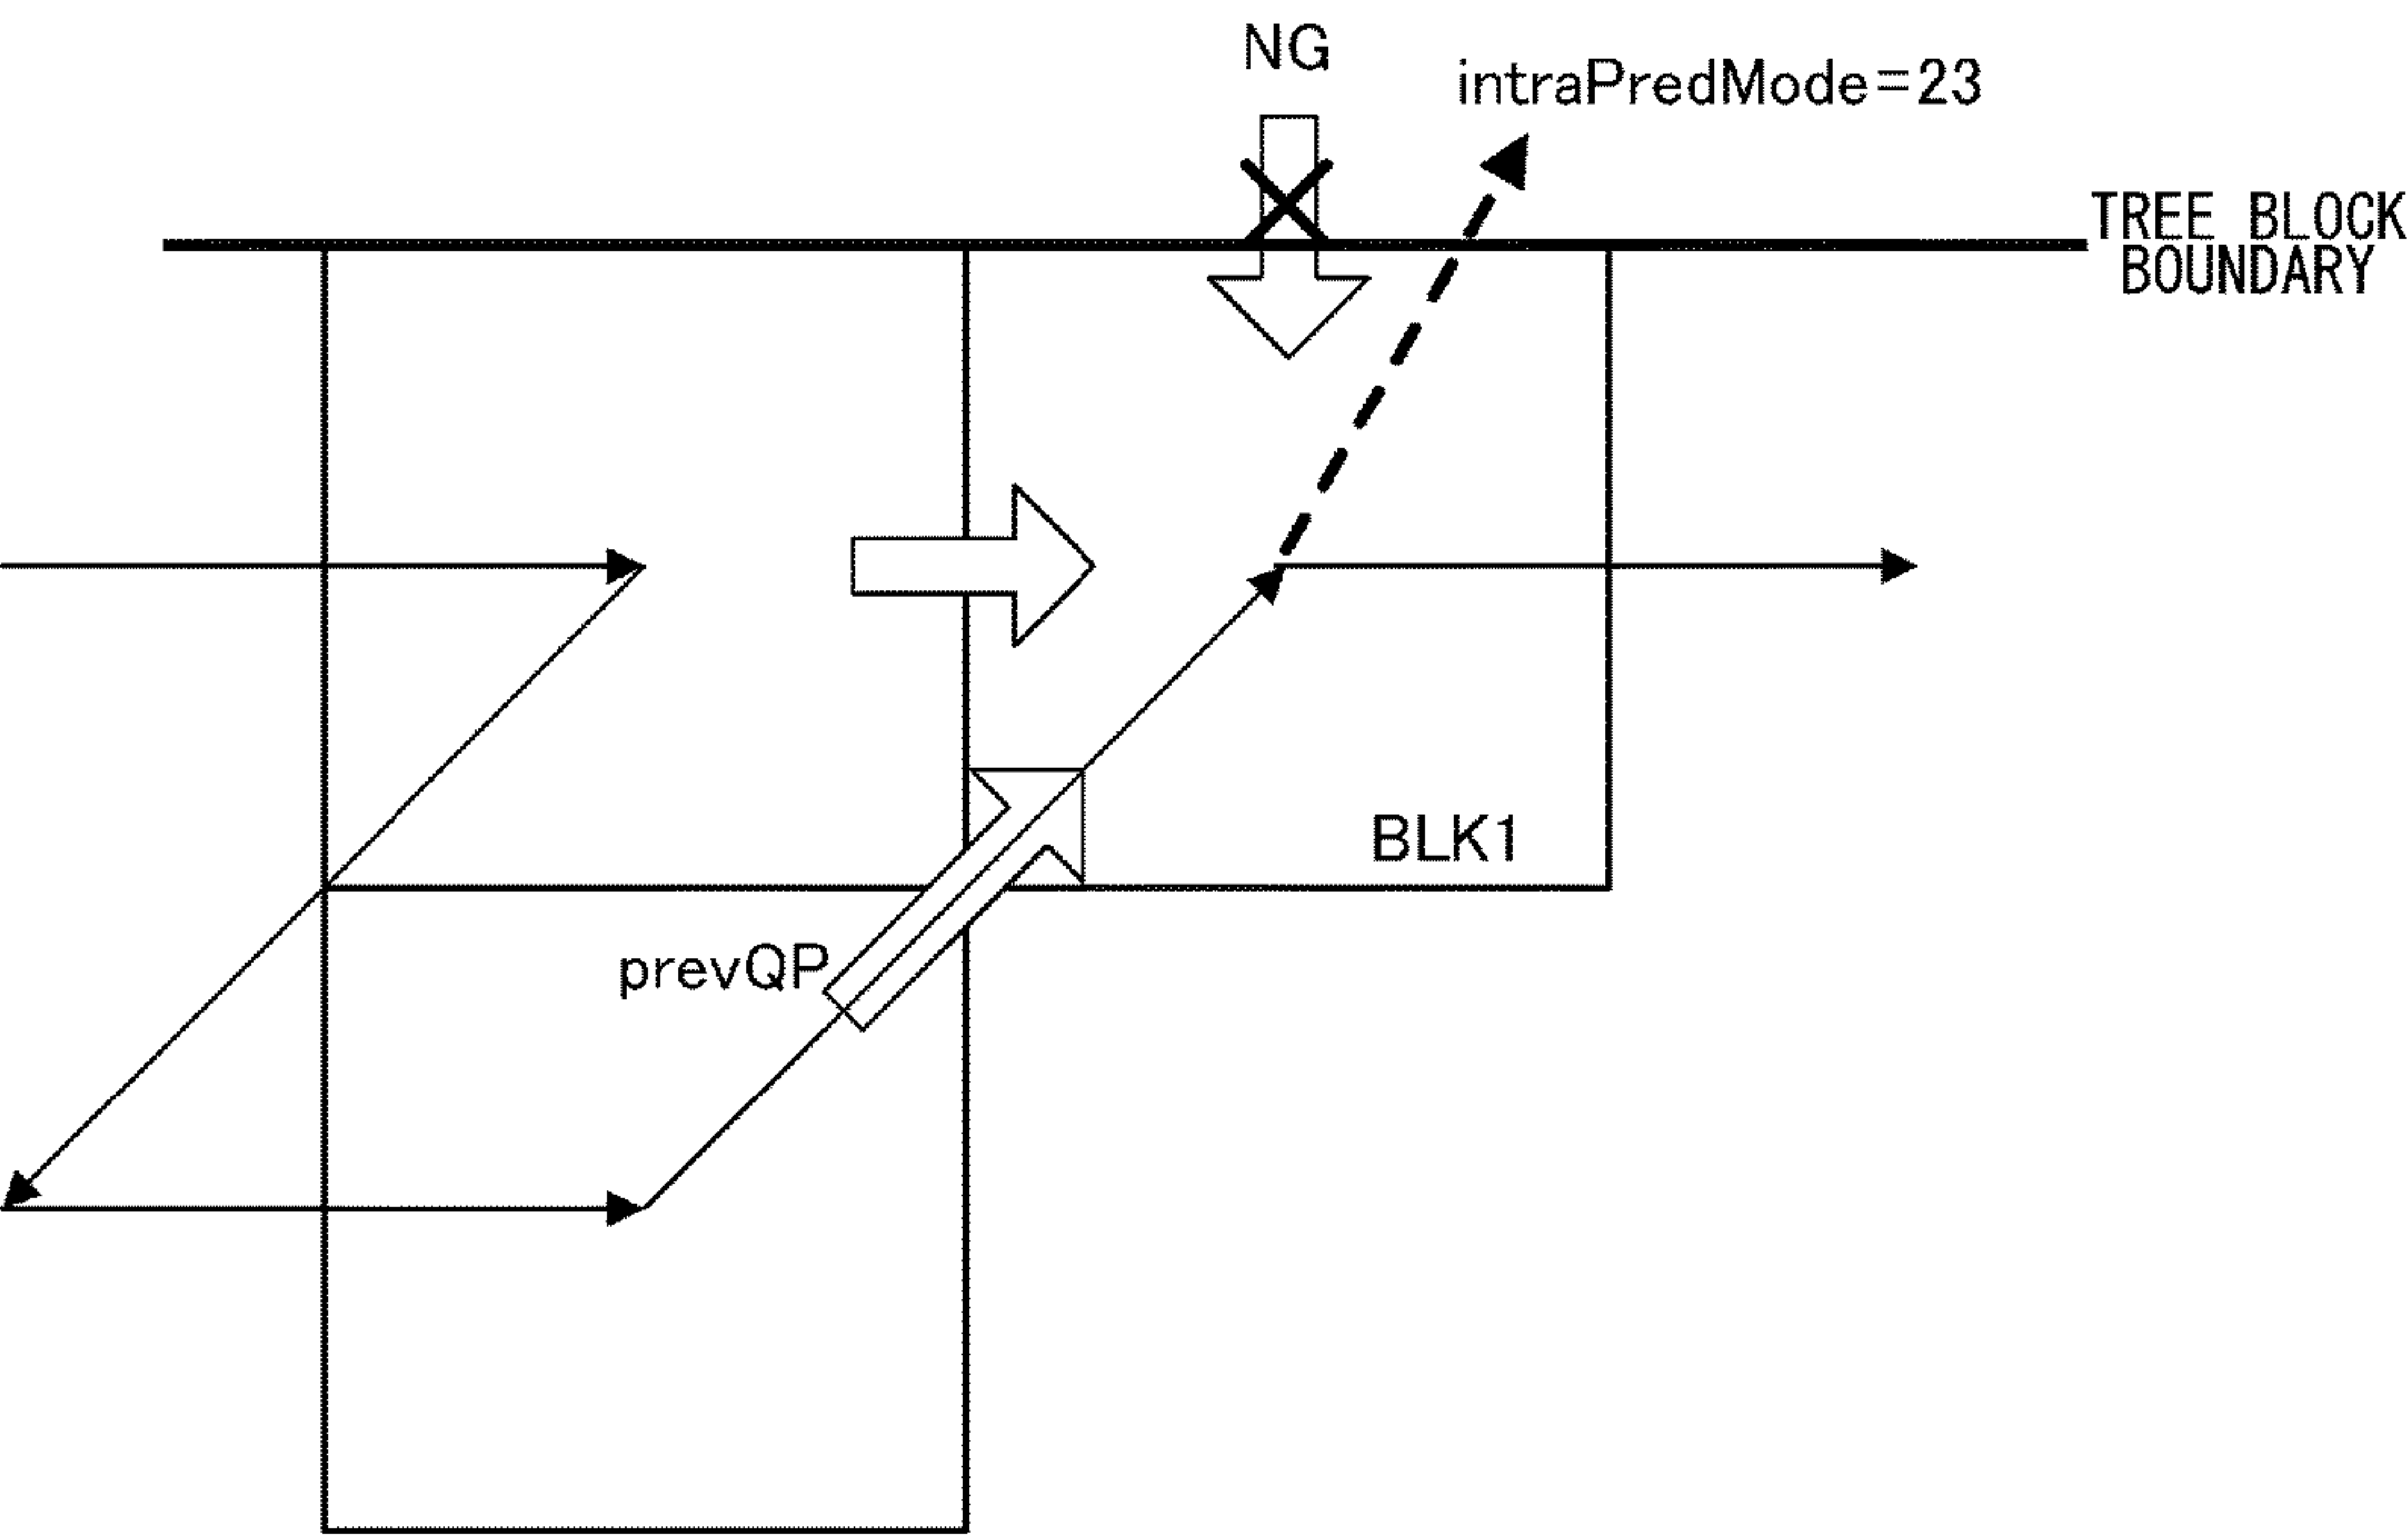 NG
intraPredMode=23
TREE BLOCK
BOUNDARY
BLK1
prevQP